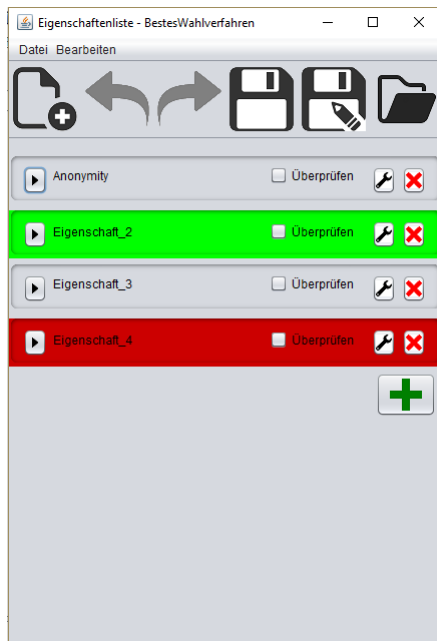 Eigenschaftenliste - BestesWahlverfahren
Datei Bearbeiten
Anonymity Überprüfen
Eigenschaft_2 Überprüfen
Eigenschaft_3 Überprüfen
Eigenschaft_4 Überprüfen